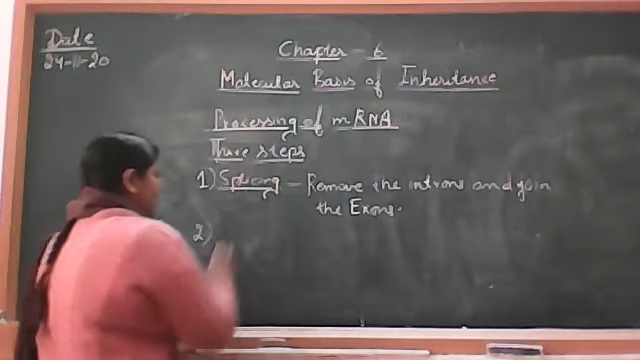 Date
24-11-20
Chapter - 6
Molecular Basis of Inheritance
Processing of mRNA
Three steps
1) Splicing - Remove the introns and join
the Exons.
2)